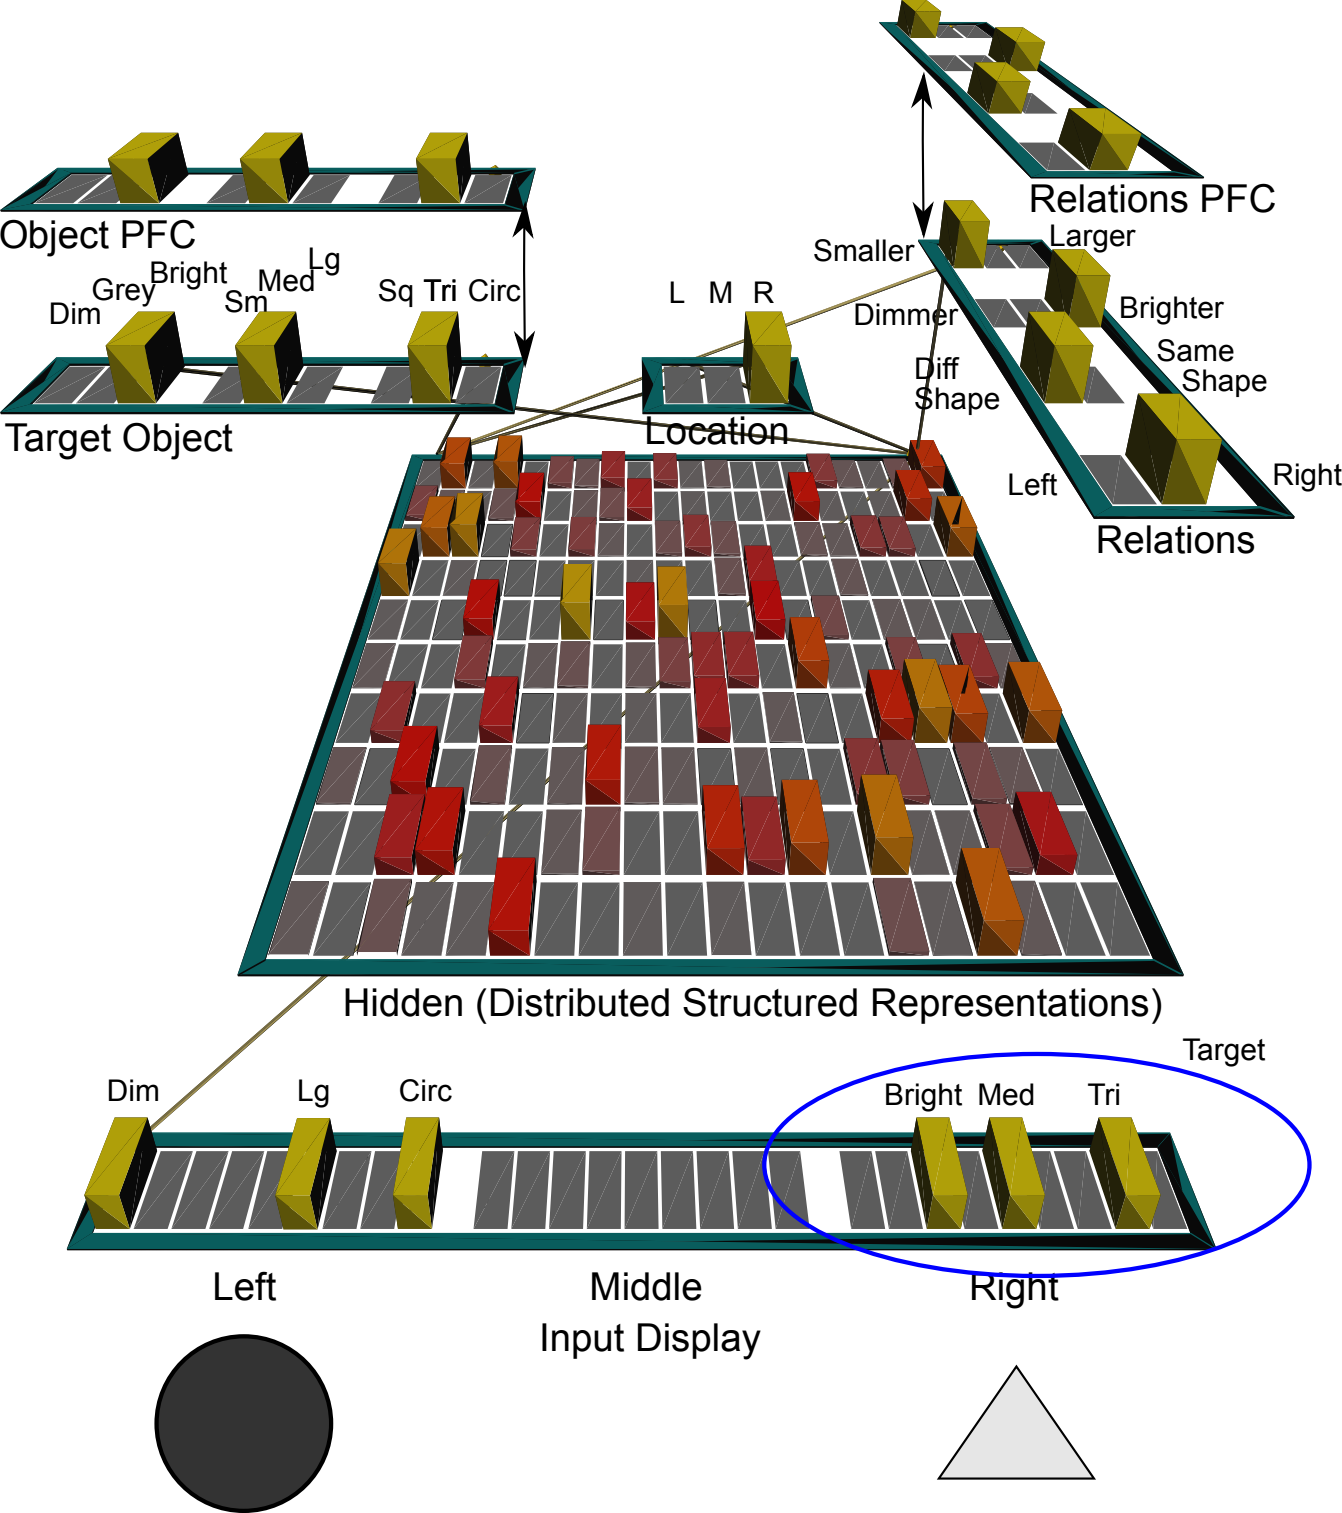 Relations PFC
Object PFC
Smaller
Larger
Dim
Grey
Bright
Sm
Med
Lg
Sq Tri Circ
L M R
Dimmer
Brighter
Diff
Shape
Same
Shape
Target Object
Location
Left
Right
Relations
Hidden (Distributed Structured Representations)
Target
Dim
Lg
Circ
Bright
Med
Tri
Left
Middle
Right
Input Display